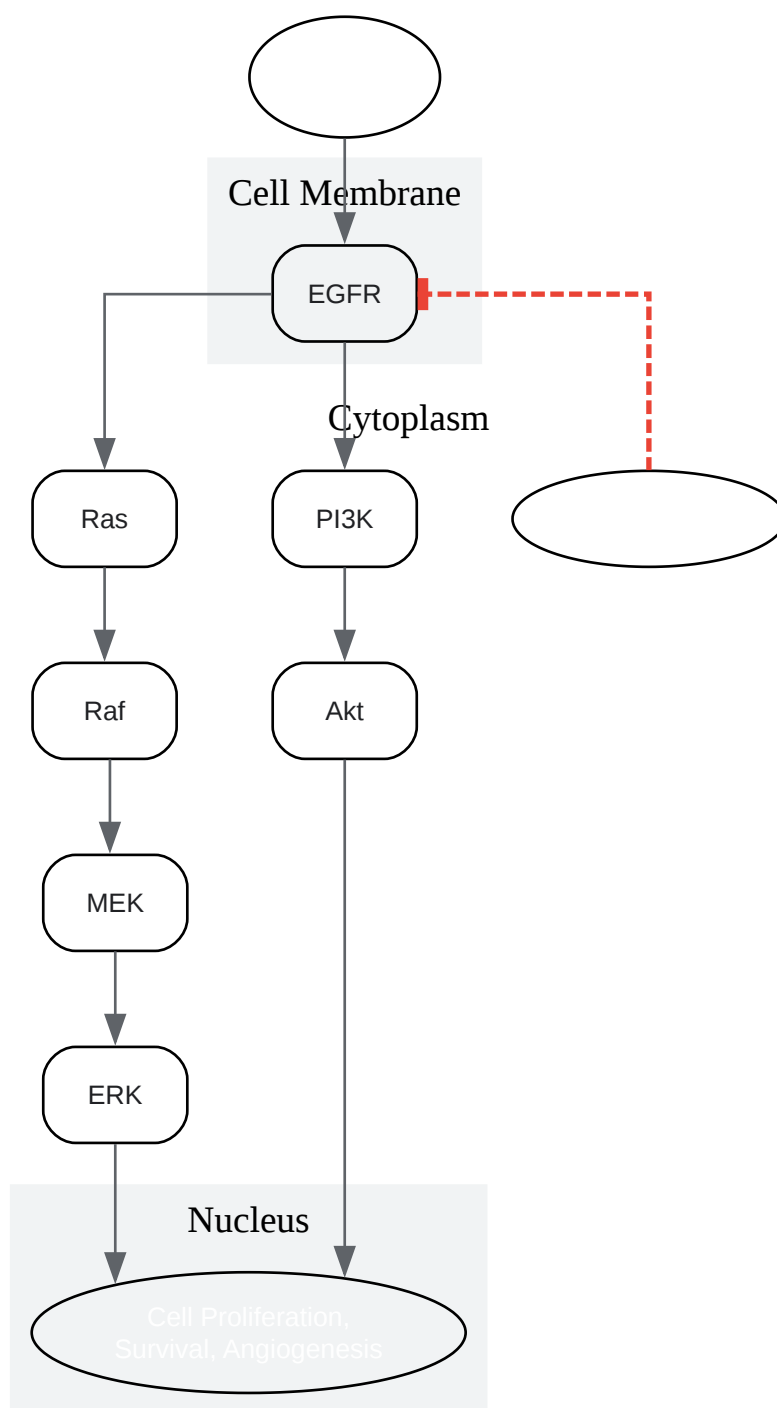 Cell Membrane
EGFR
Cytoplasm
Ras
PI3K
Raf
Akt
MEK
ERK
Nucleus
Cell Proliferation,
Survival, Angiogenesis